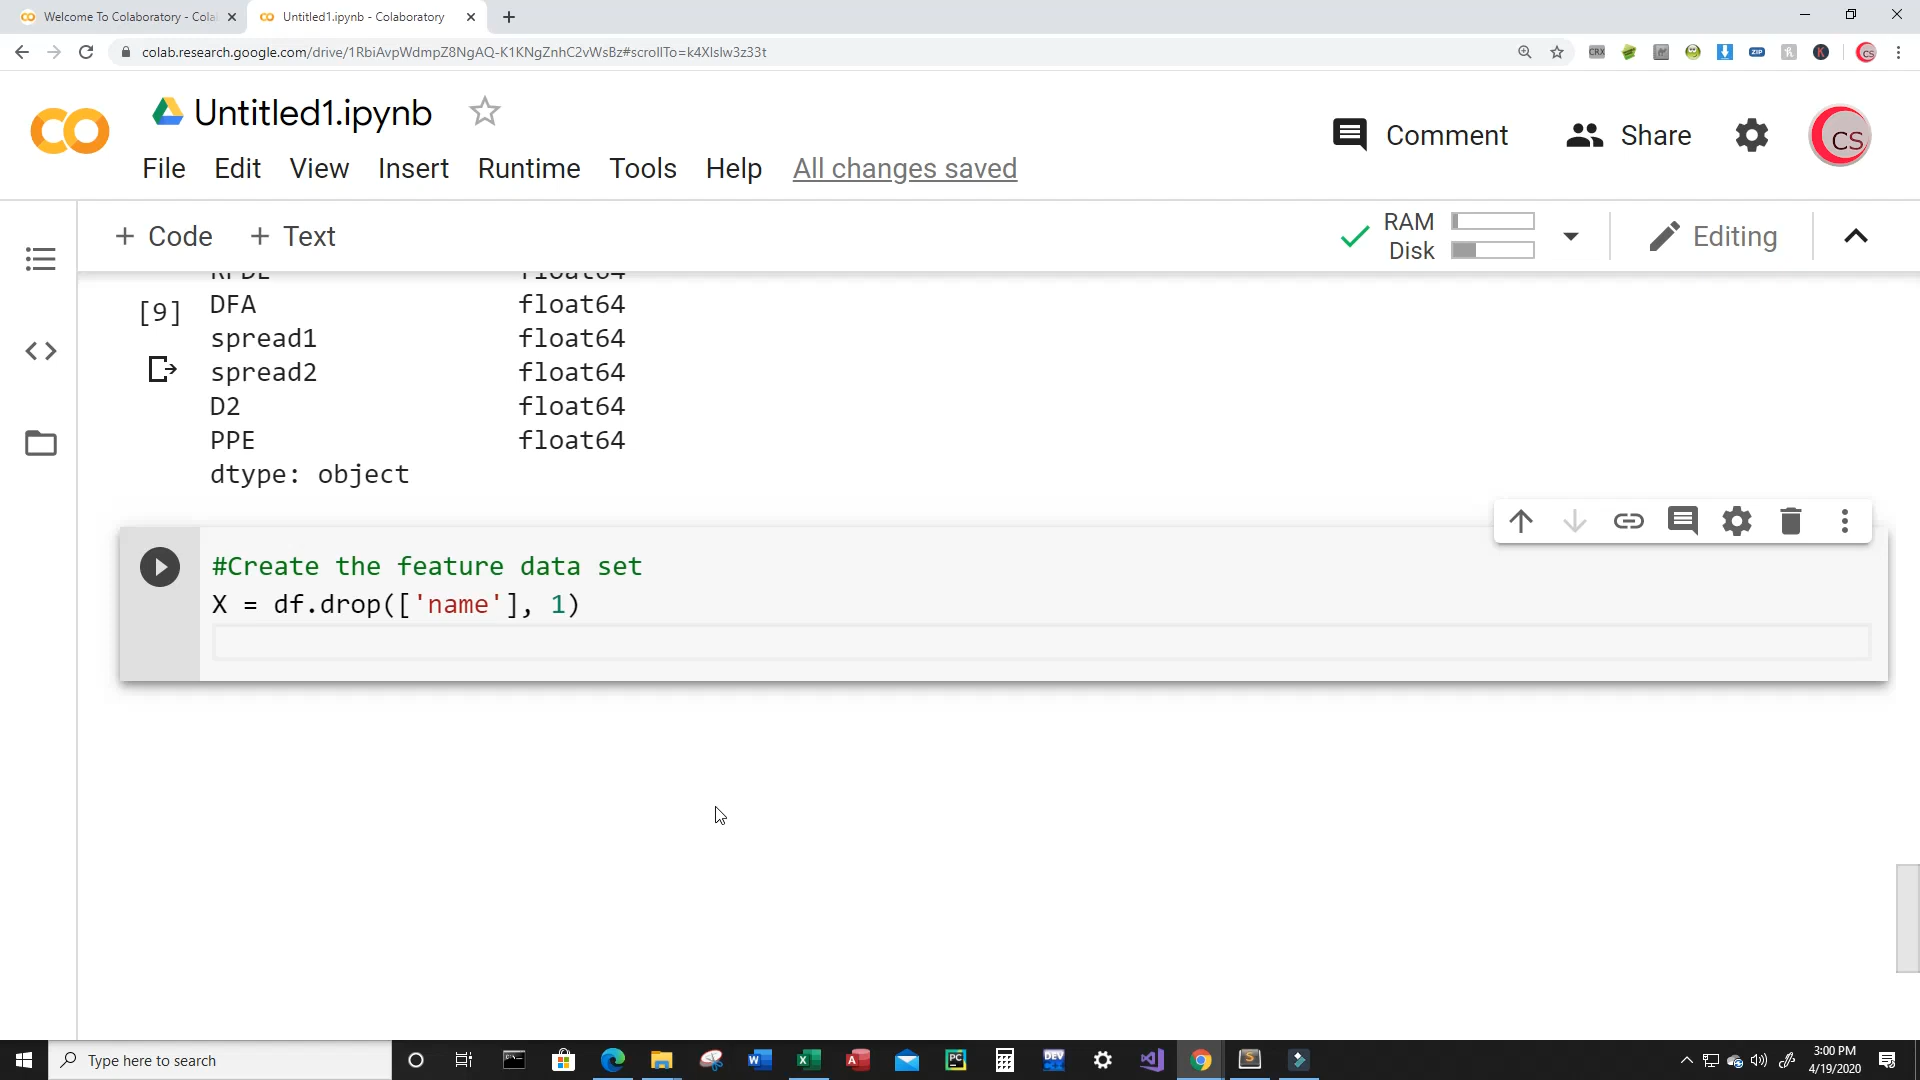 Welcome To Colaboratory - Cola
Untitled1.ipynb - Colaboratory
colab.research.google.com/drive/1RbiAvpWdmpZ8NgAQ-K1KNgZnhC2vWsBz#scrollTo=k4XIsIw3z33t
Untitled1.ipynb
Comment
Share
CS
File Edit View Insert Runtime Tools Help All changes saved
+ Code + Text
RAM
Disk
Editing
RPDE float64
[9]
DFA float64
spread1 float64
spread2 float64
D2 float64
PPE float64
dtype: object
#Create the feature data set
X = df.drop(['name'], 1)
Type here to search
3:00 PM
4/19/2020